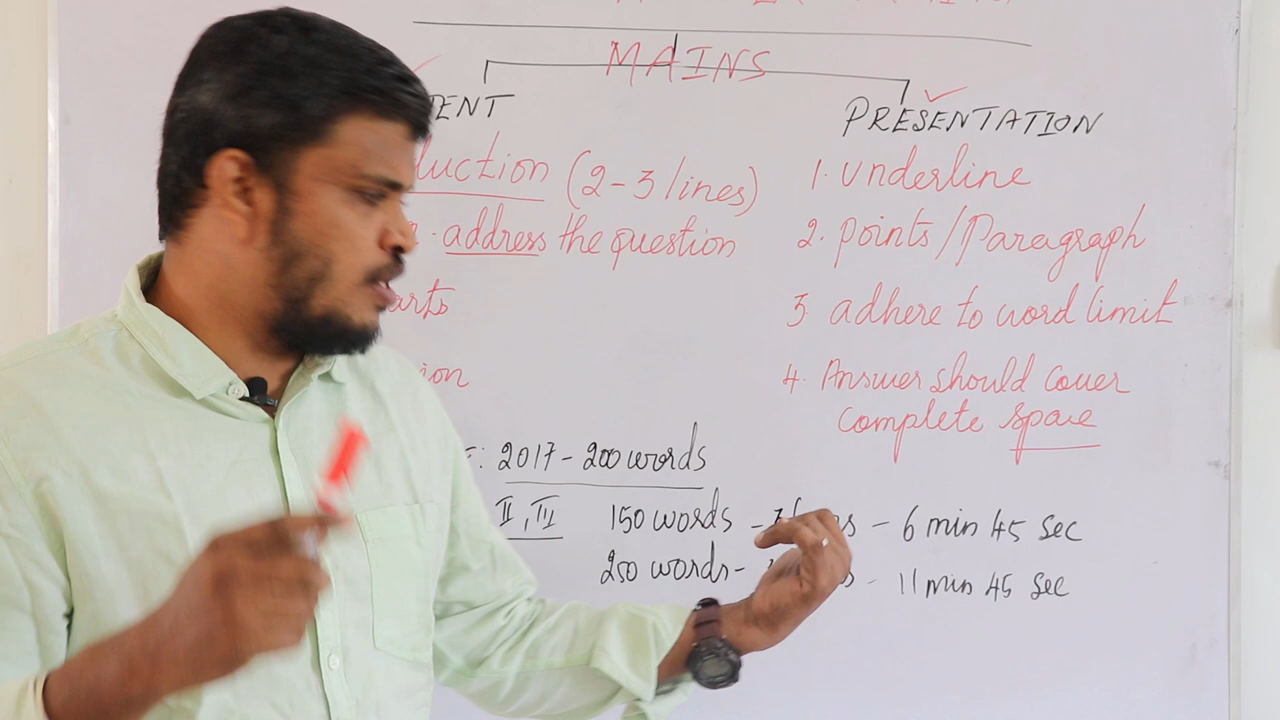 MAINS
ENT
PRESENTATION
uction (2-3 lines)
1. underline
address the question
2. points/Paragraph
arts
3. adhere to word limit
ion
4. Answer should cover
complete space
: 2017 - 200 words
II, III 150 words - 6 min 45 sec
250 words - - 11 min 45 sec